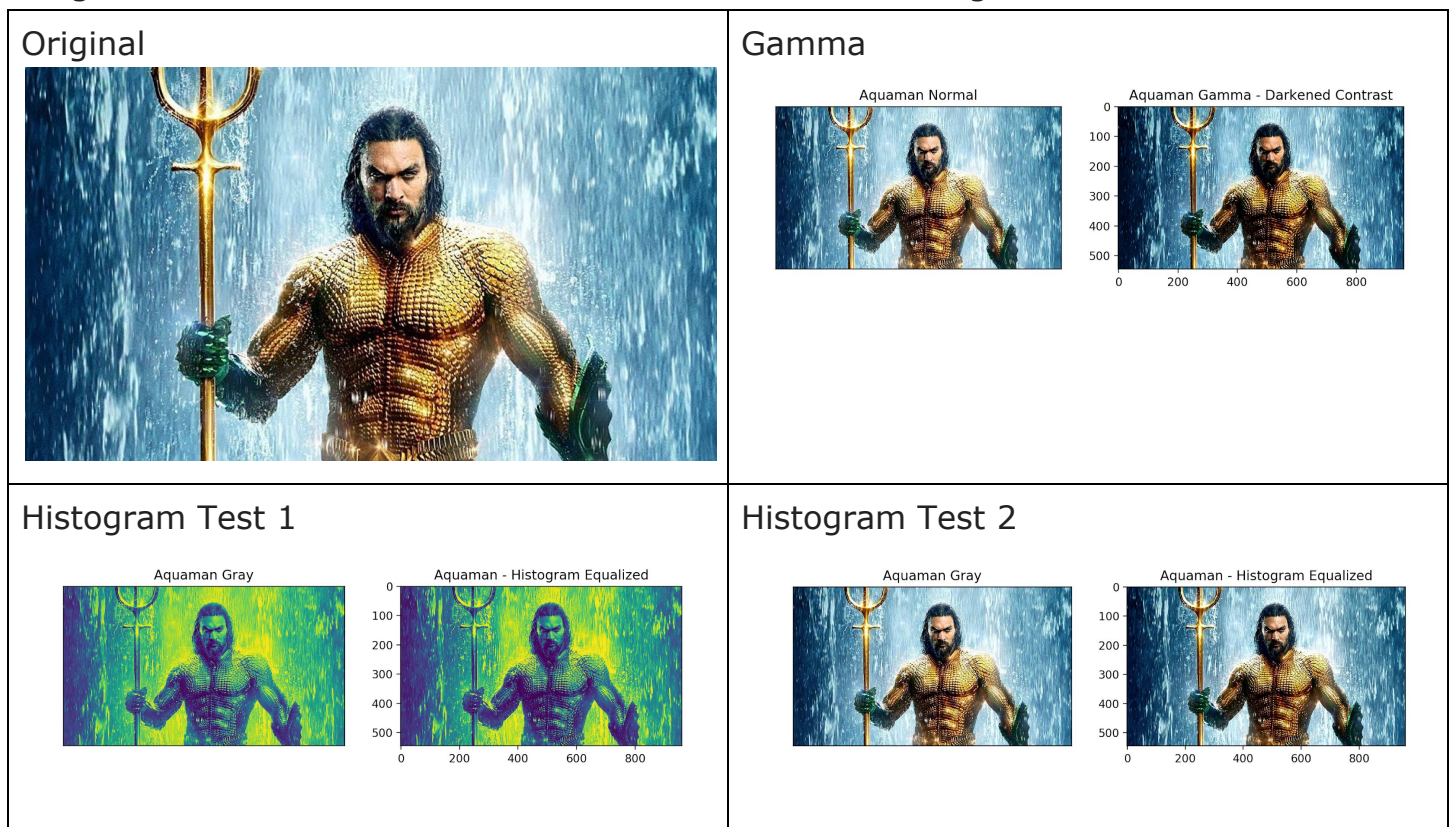 Original
Gamma
Aquaman Normal
Aquaman Gamma - Darkened Contrast
0
100
200
300
400
500
0 200 400 600 800
Histogram Test 1
Histogram Test 2
Aquaman Gray
Aquaman - Histogram Equalized
0
100
200
300
400
500
0 200 400 600 800
Aquaman Gray
Aquaman - Histogram Equalized
0
100
200
300
400
500
0 200 400 600 800